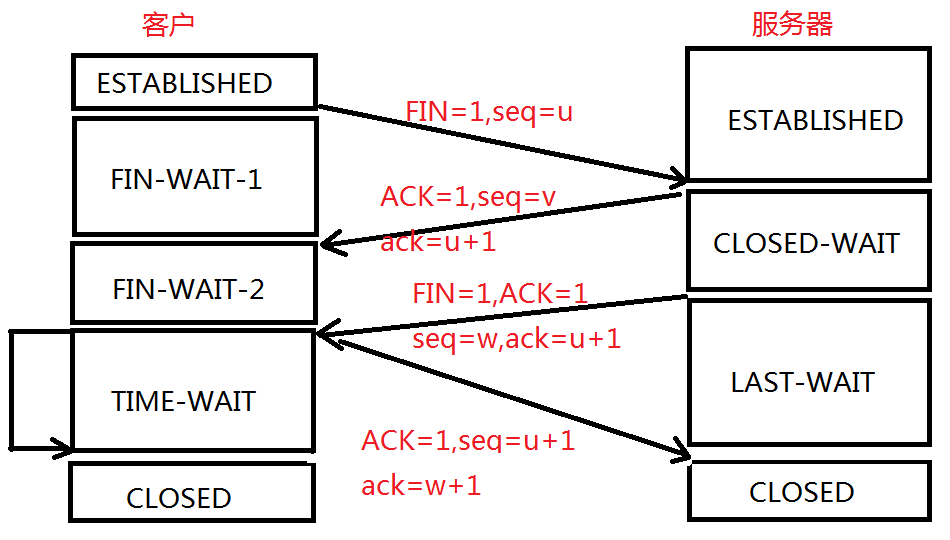 客户
服务器
ESTABLISHED
FIN=1,seq=u
ESTABLISHED
FIN-WAIT-1
ACK=1,seq=v
ack=u+1
CLOSED-WAIT
FIN-WAIT-2
FIN=1,ACK=1
seq=w,ack=u+1
TIME-WAIT
LAST-WAIT
ACK=1,seq=u+1
ack=w+1
CLOSED
CLOSED